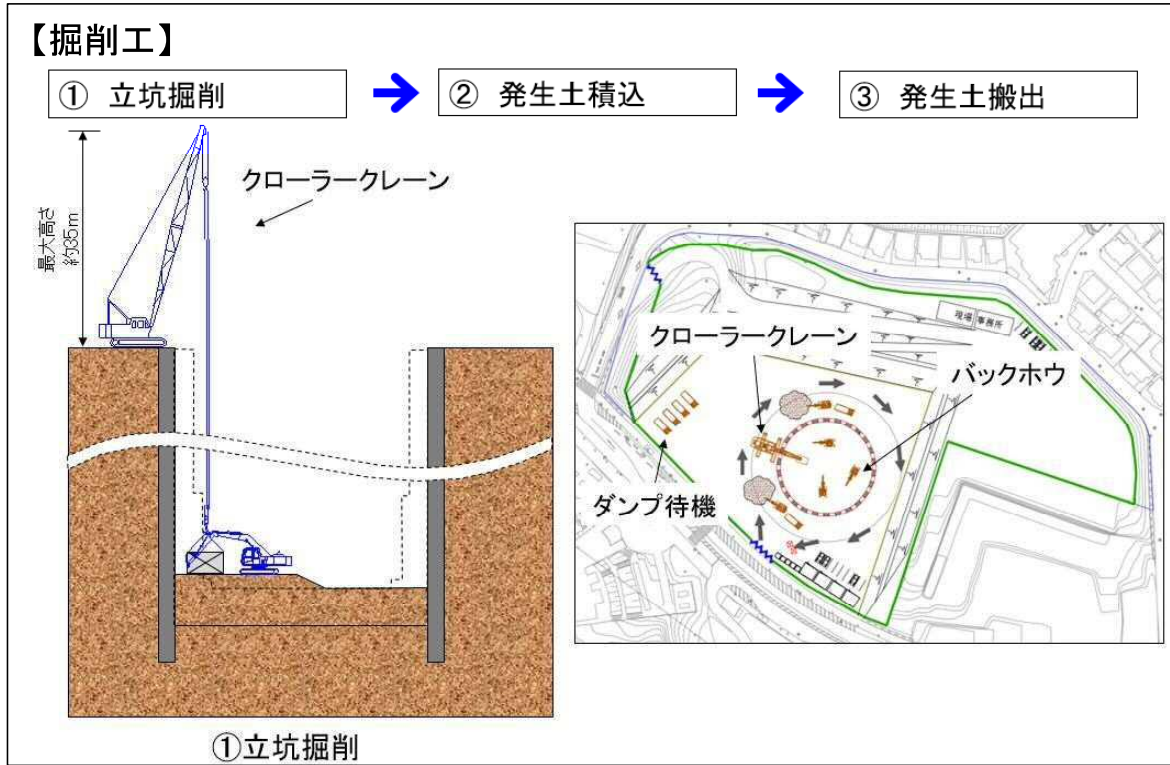 【掘削工】
① 立坑掘削
② 発生土積込
③ 発生土搬出
クローラークレーン
最大高さ
約35m
現場事務所
クローラークレーン
バックホウ
ダンプ待機
①立坑掘削